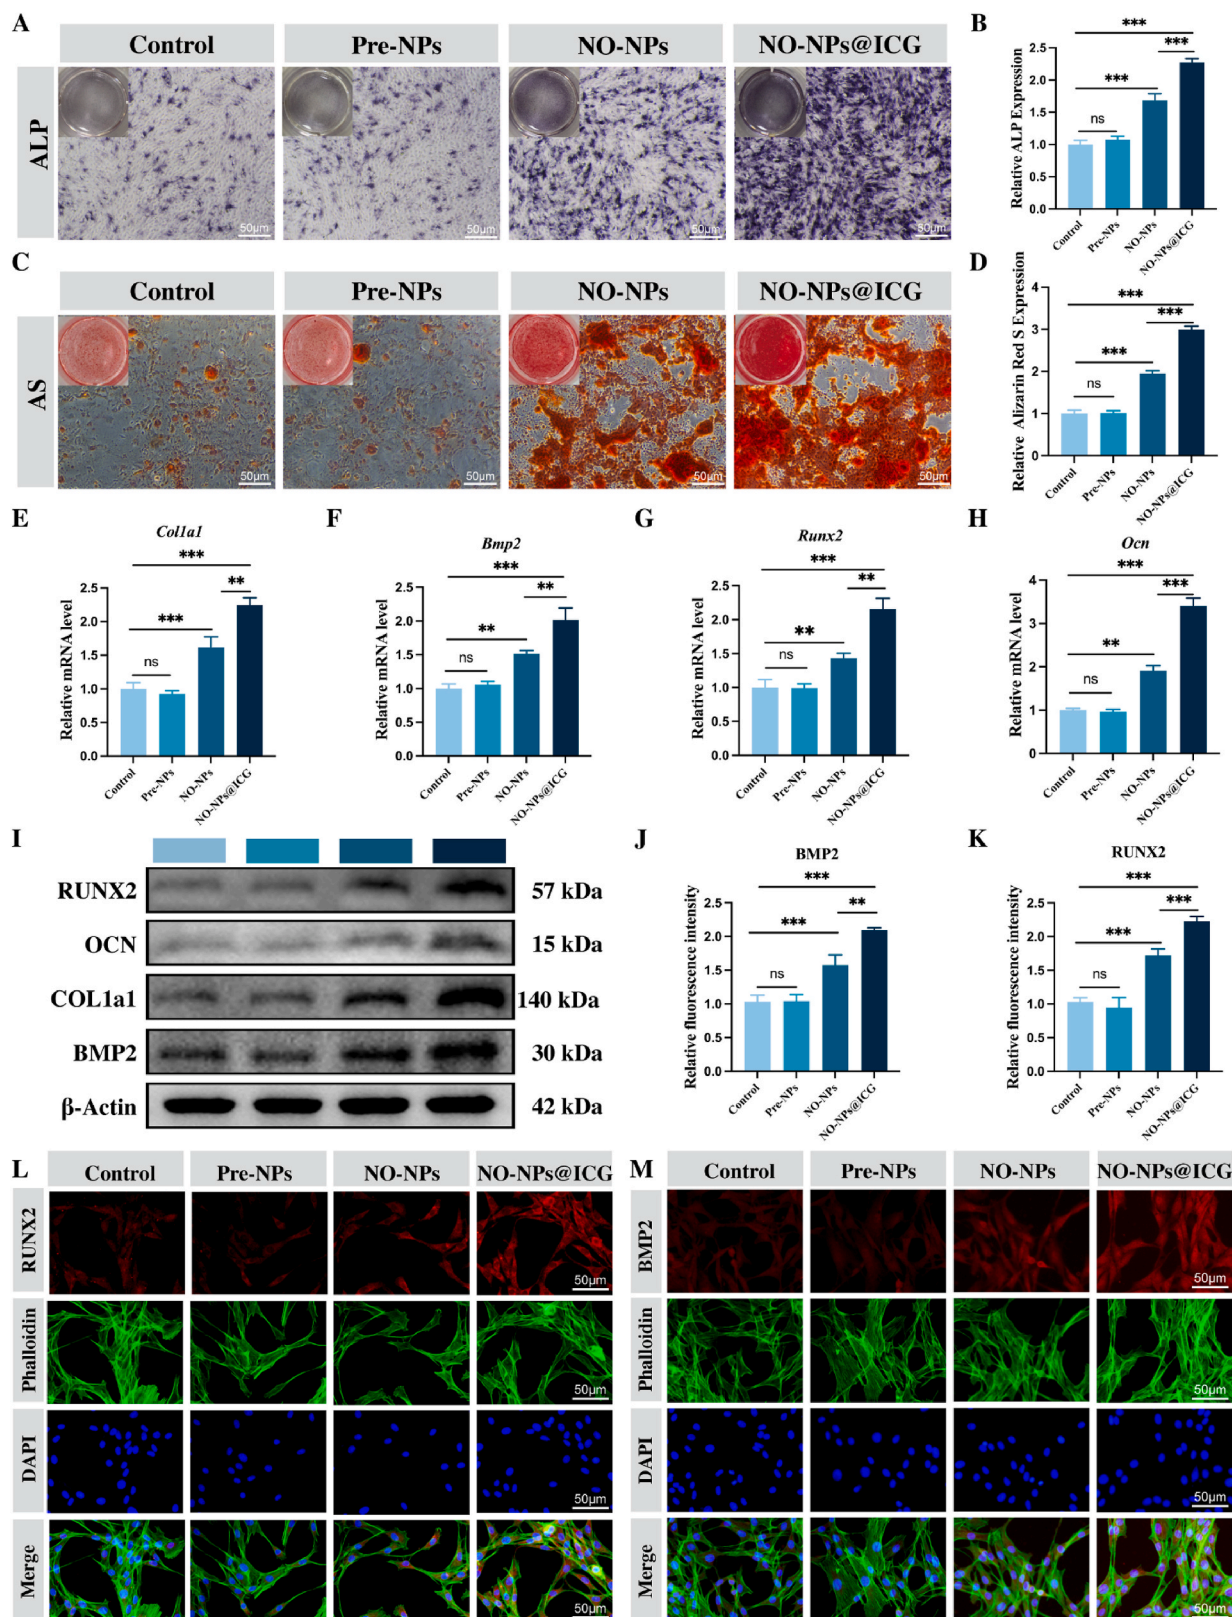 A
Control
Pre-NPs
NO-NPs
NO-NPs@ICG
ALP
50μm
50μm
50μm
50μm
B
Relative ALP Expression
2.5
2.0
1.5
1.0
0.5
0.0
***
***
***
ns
Control
Pre-NPs
NO-NPs
NO-NPs@ICG
C
Control
Pre-NPs
NO-NPs
NO-NPs@ICG
AS
50μm
50μm
50μm
50μm
D
Relative Alizarin Red S Expression
4
3
2
1
0
***
***
***
ns
Control
Pre-NPs
NO-NPs
NO-NPs@ICG
E
Col1a1
Relative mRNA level
2.5
2.0
1.5
1.0
0.5
0.0
***
**
***
ns
Control
Pre-NPs
NO-NPs
NO-NPs@ICG
F
Bmp2
Relative mRNA level
2.5
2.0
1.5
1.0
0.5
0.0
***
**
**
ns
Control
Pre-NPs
NO-NPs
NO-NPs@ICG
G
Runx2
Relative mRNA level
2.5
2.0
1.5
1.0
0.5
0.0
***
**
**
ns
Control
Pre-NPs
NO-NPs
NO-NPs@ICG
H
Ocn
Relative mRNA level
4
3
2
1
0
***
***
**
ns
Control
Pre-NPs
NO-NPs
NO-NPs@ICG
I
RUNX2 57 kDa
OCN 15 kDa
COL1a1 140 kDa
BMP2 30 kDa
β-Actin 42 kDa
J
BMP2
Relative fluorescence intensity
2.5
2.0
1.5
1.0
0.5
0.0
***
**
***
ns
Control
Pre-NPs
NO-NPs
NO-NPs@ICG
K
RUNX2
Relative fluorescence intensity
2.5
2.0
1.5
1.0
0.5
0.0
***
***
***
ns
Control
Pre-NPs
NO-NPs
NO-NPs@ICG
L
Control
Pre-NPs
NO-NPs
NO-NPs@ICG
RUNX2
50μm
Phalloidin
50μm
DAPI
50μm
Merge
50μm
M
Control
Pre-NPs
NO-NPs
NO-NPs@ICG
BMP2
50μm
Phalloidin
50μm
DAPI
50μm
Merge
50μm